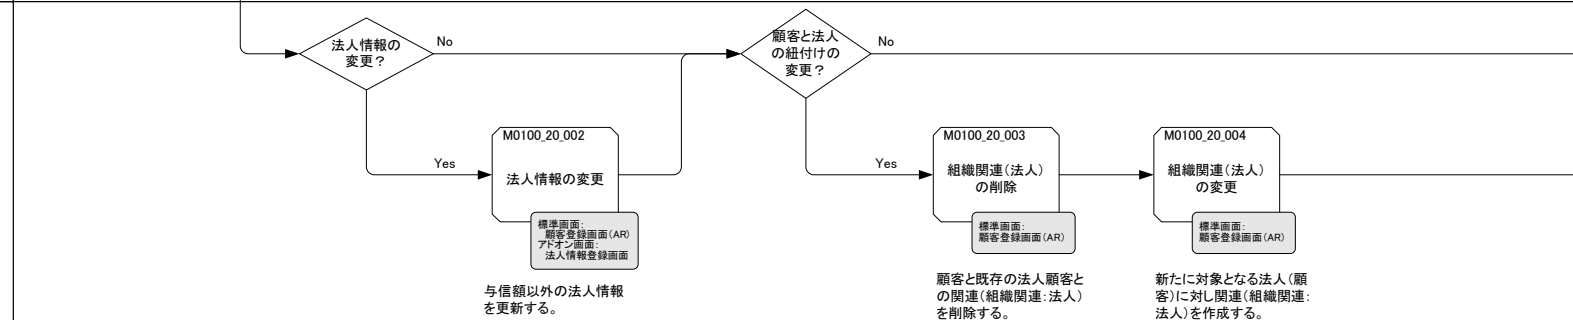 法人情報の
変更？
No
Yes
M0100_20_002
法人情報の変更
標準画面：
顧客登録画面（AR）
アドオン画面：
法人情報登録画面
与信額以外の法人情報
を更新する。
顧客と法人
の紐付けの
変更？
No
Yes
M0100_20_003
組織関連（法人）
の削除
標準画面：
顧客登録画面（AR）
顧客と既存の法人顧客と
の関連（組織関連：法人）
を削除する。
M0100_20_004
組織関連（法人）
の変更
標準画面：
顧客登録画面（AR）
新たに対象となる法人（顧
客）に対し関連（組織関連：
法人）を作成する。